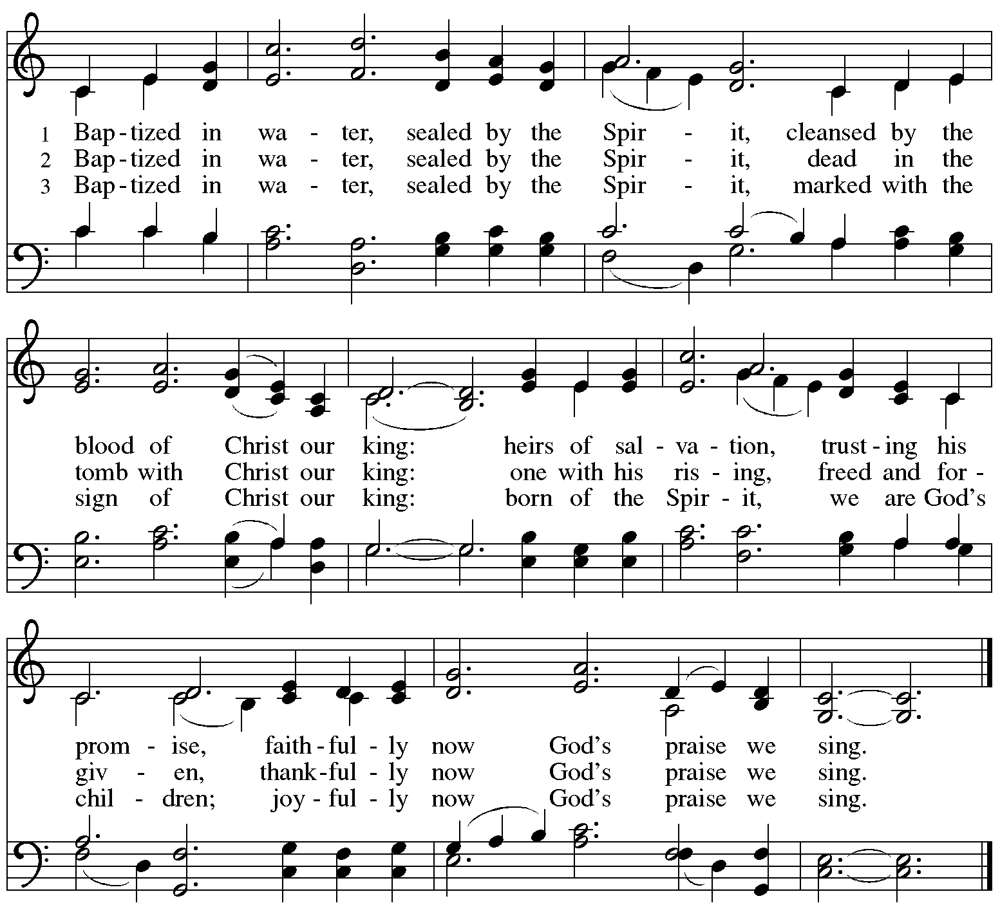 1 Bap - tized in wa - ter, sealed by the Spir - it, cleansed by the
2 Bap - tized in wa - ter, sealed by the Spir - it, dead in the
3 Bap - tized in wa - ter, sealed by the Spir - it, marked with the
blood of Christ our king: heirs of sal - va - tion, trust - ing his
tomb with Christ our king: one with his ris - ing, freed and for -
sign of Christ our king: born of the Spir - it, we are God's
prom - ise, faith - ful - ly now God's praise we sing.
giv - en, thank - ful - ly now God's praise we sing.
chil - dren; joy - ful - ly now God's praise we sing.